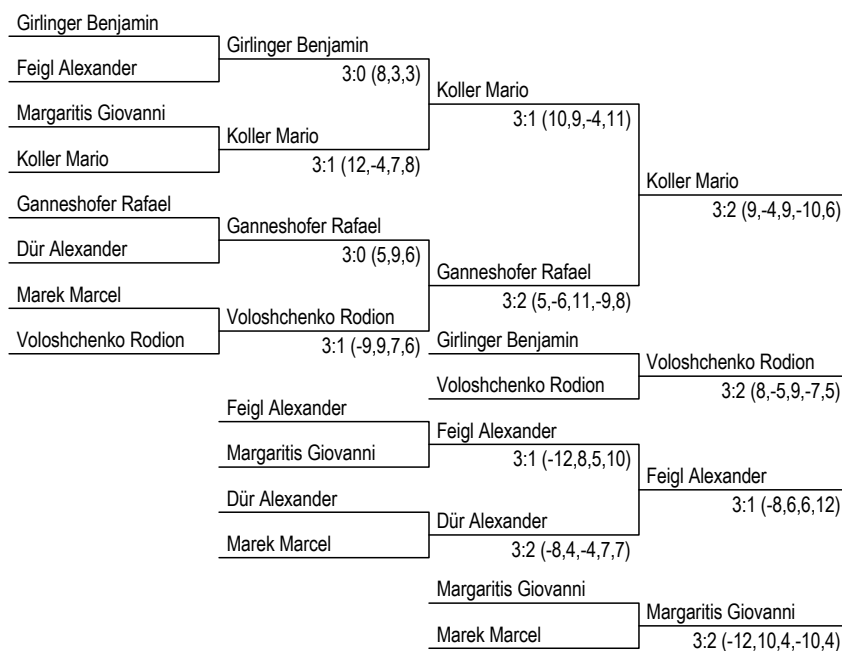 Girlinger Benjamin
Girlinger Benjamin
Feigl Alexander
3:0 (8,3,3)
Koller Mario
Margaritis Giovanni
3:1 (10,9,-4,11)
Koller Mario
Koller Mario
3:1 (12,-4,7,8)
Koller Mario
Ganneshofer Rafael
3:2 (9,-4,9,-10,6)
Ganneshofer Rafael
Dür Alexander
3:0 (5,9,6)
Ganneshofer Rafael
Marek Marcel
3:2 (5,-6,11,-9,8)
Voloshchenko Rodion
Voloshchenko Rodion
3:1 (-9,9,7,6)
Girlinger Benjamin
Voloshchenko Rodion
Voloshchenko Rodion
3:2 (8,-5,9,-7,5)
Feigl Alexander
Feigl Alexander
Margaritis Giovanni
3:1 (-12,8,5,10)
Feigl Alexander
Dür Alexander
3:1 (-8,6,6,12)
Dür Alexander
Marek Marcel
3:2 (-8,4,-4,7,7)
Margaritis Giovanni
Margaritis Giovanni
Marek Marcel
3:2 (-12,10,4,-10,4)